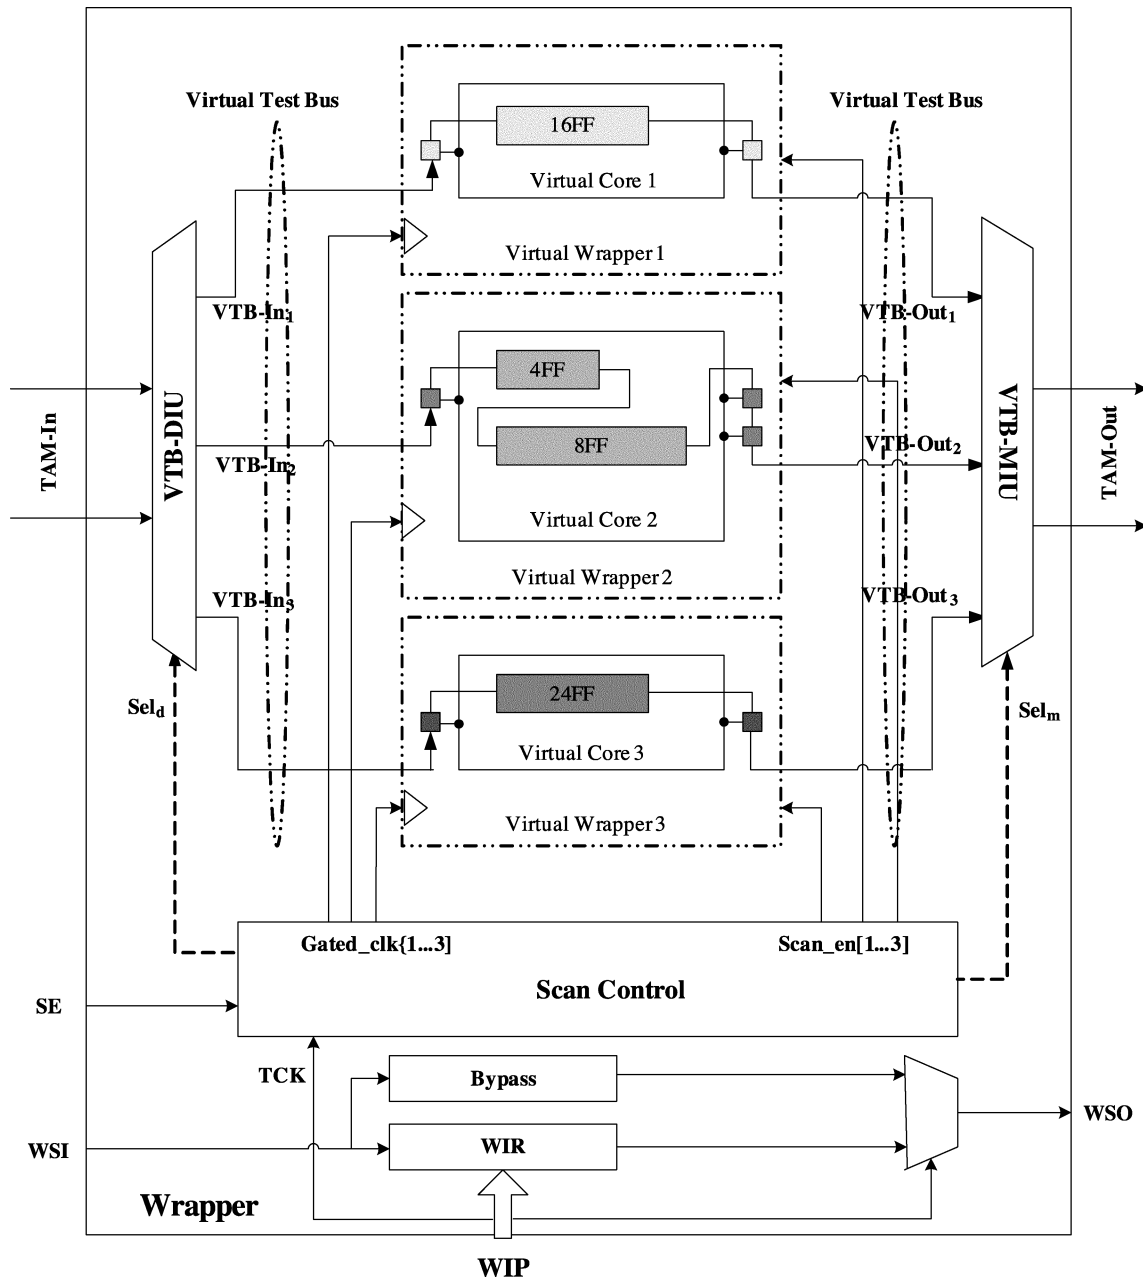 Virtual Test Bus
Virtual Test Bus
16FF
Virtual Core 1
Virtual Wrapper 1
VTB-In1
VTB-Out1
4FF
8FF
TAM-In
VTB-DIU
VTB-In2
VTB-Out2
VTB-MIU
TAM-Out
Virtual Core 2
Virtual Wrapper 2
VTB-In3
VTB-Out3
24FF
Seld
Selm
Virtual Core 3
Virtual Wrapper 3
Gated_clk{1...3]
Scan_en[1...3]
Scan Control
SE
TCK
Bypass
WSO
WSI
WIR
Wrapper
WIP